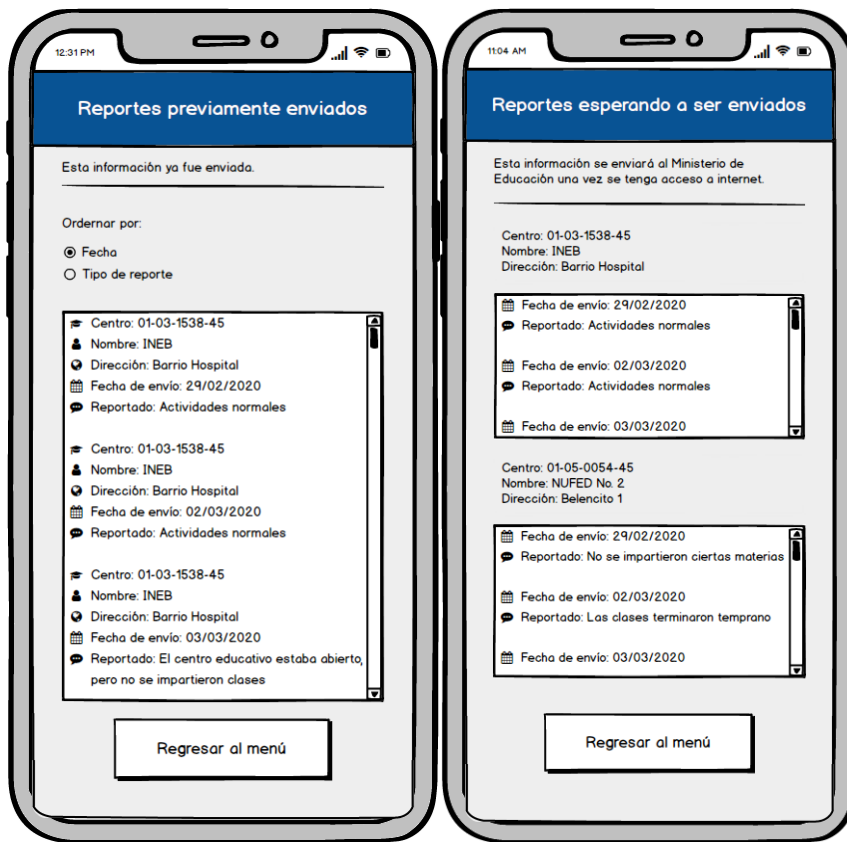 12:31 PM
Reportes previamente enviados
Esta información ya fue enviada.
Ordernar por:
Fecha
Tipo de reporte
Centro: 01-03-1538-45
Nombre: INEB
Dirección: Barrio Hospital
Fecha de envío: 29/02/2020
Reportado: Actividades normales
Centro: 01-03-1538-45
Nombre: INEB
Dirección: Barrio Hospital
Fecha de envío: 02/03/2020
Reportado: Actividades normales
Centro: 01-03-1538-45
Nombre: INEB
Dirección: Barrio Hospital
Fecha de envío: 03/03/2020
Reportado: El centro educativo estaba abierto,
pero no se impartieron clases
Regresar al menú
11:04 AM
Reportes esperando a ser enviados
Esta información se enviará al Ministerio de
Educación una vez se tenga acceso a internet.
Centro: 01-03-1538-45
Nombre: INEB
Dirección: Barrio Hospital
Fecha de envío: 29/02/2020
Reportado: Actividades normales
Fecha de envío: 02/03/2020
Reportado: Actividades normales
Fecha de envío: 03/03/2020
Centro: 01-05-0054-45
Nombre: NUFED No. 2
Dirección: Belencito 1
Fecha de envío: 29/02/2020
Reportado: No se impartieron ciertas materias
Fecha de envío: 02/03/2020
Reportado: Las clases terminaron temprano
Fecha de envío: 03/03/2020
Regresar al menú